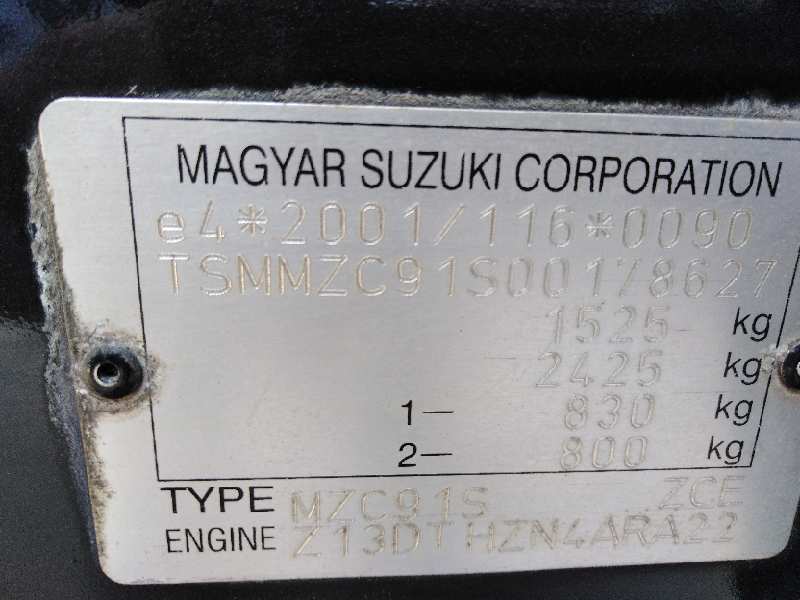 MAGYAR SUZUKI CORPORATION
e4*2001/116*0090
TSMMZC91S00178627
1525 kg
2425 kg
1– 830 kg
2– 800 kg
TYPE MZC91S ZCE
ENGINE Z13DT HZN4ARA22